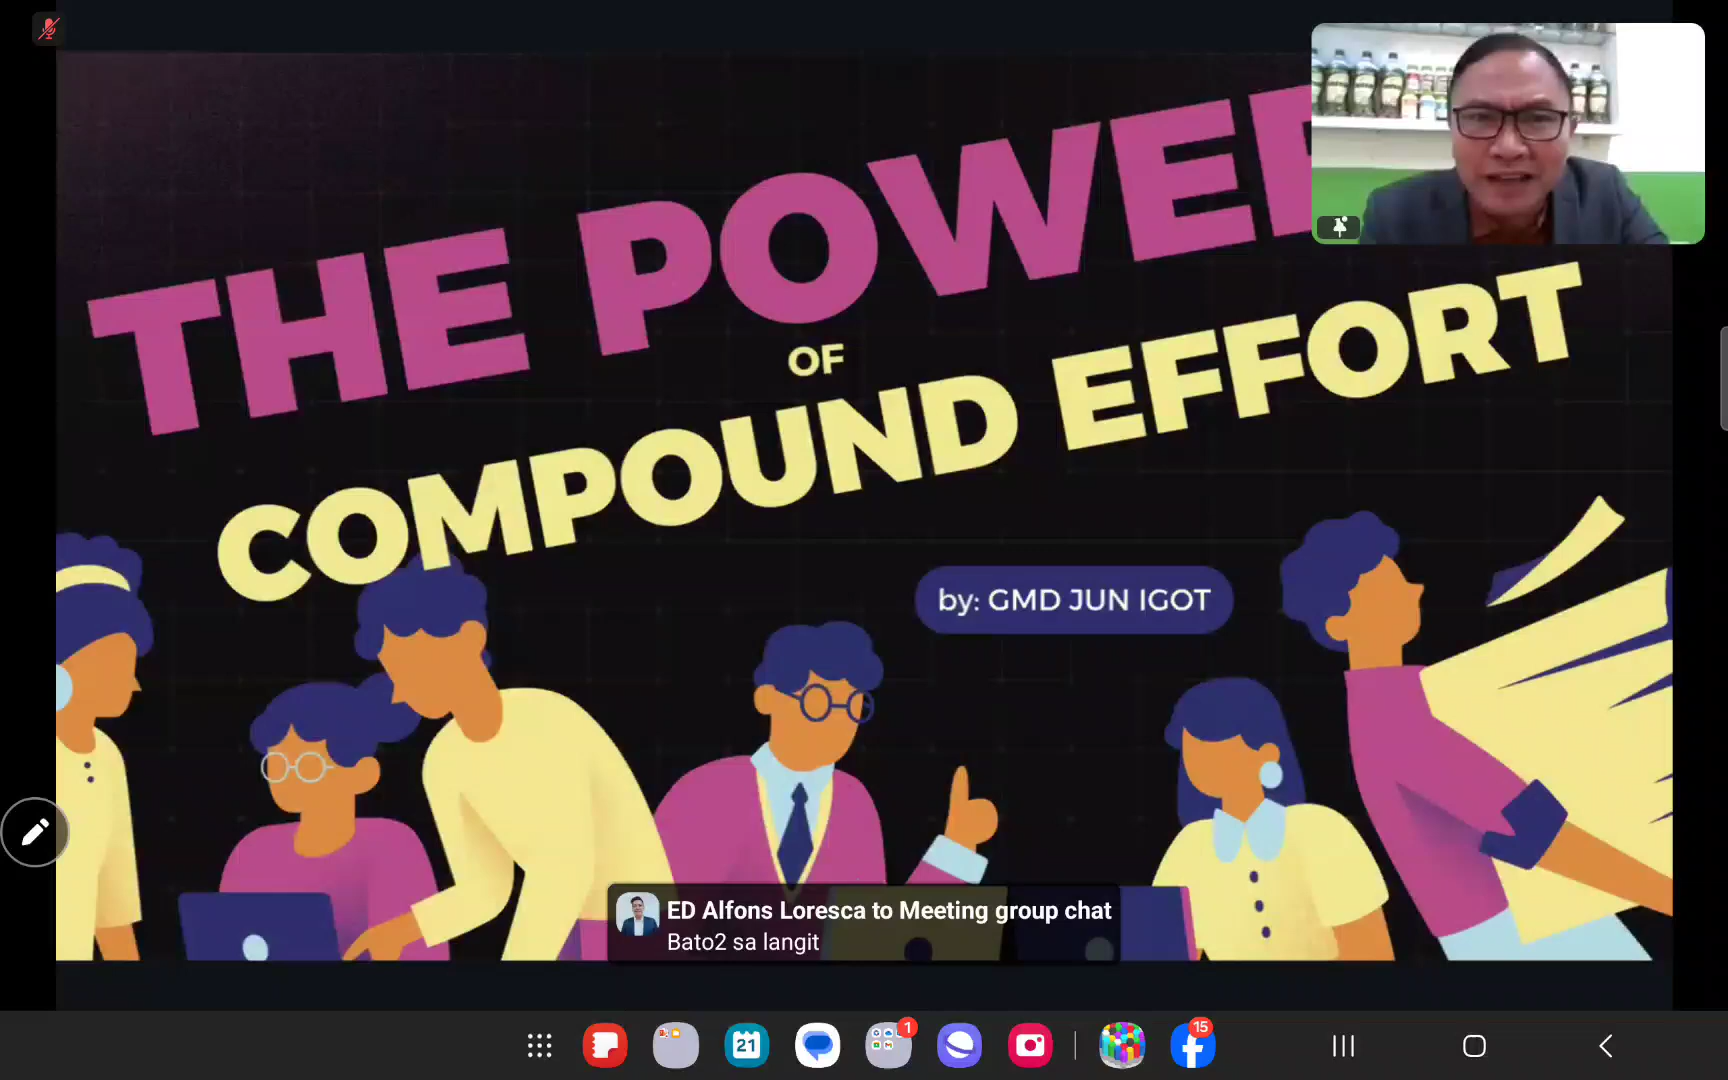 THE POWER
OF
COMPOUND EFFORT
by: GMD JUN IGOT
ED Alfons Loresca to Meeting group chat
Bato2 sa langit
21
1
15